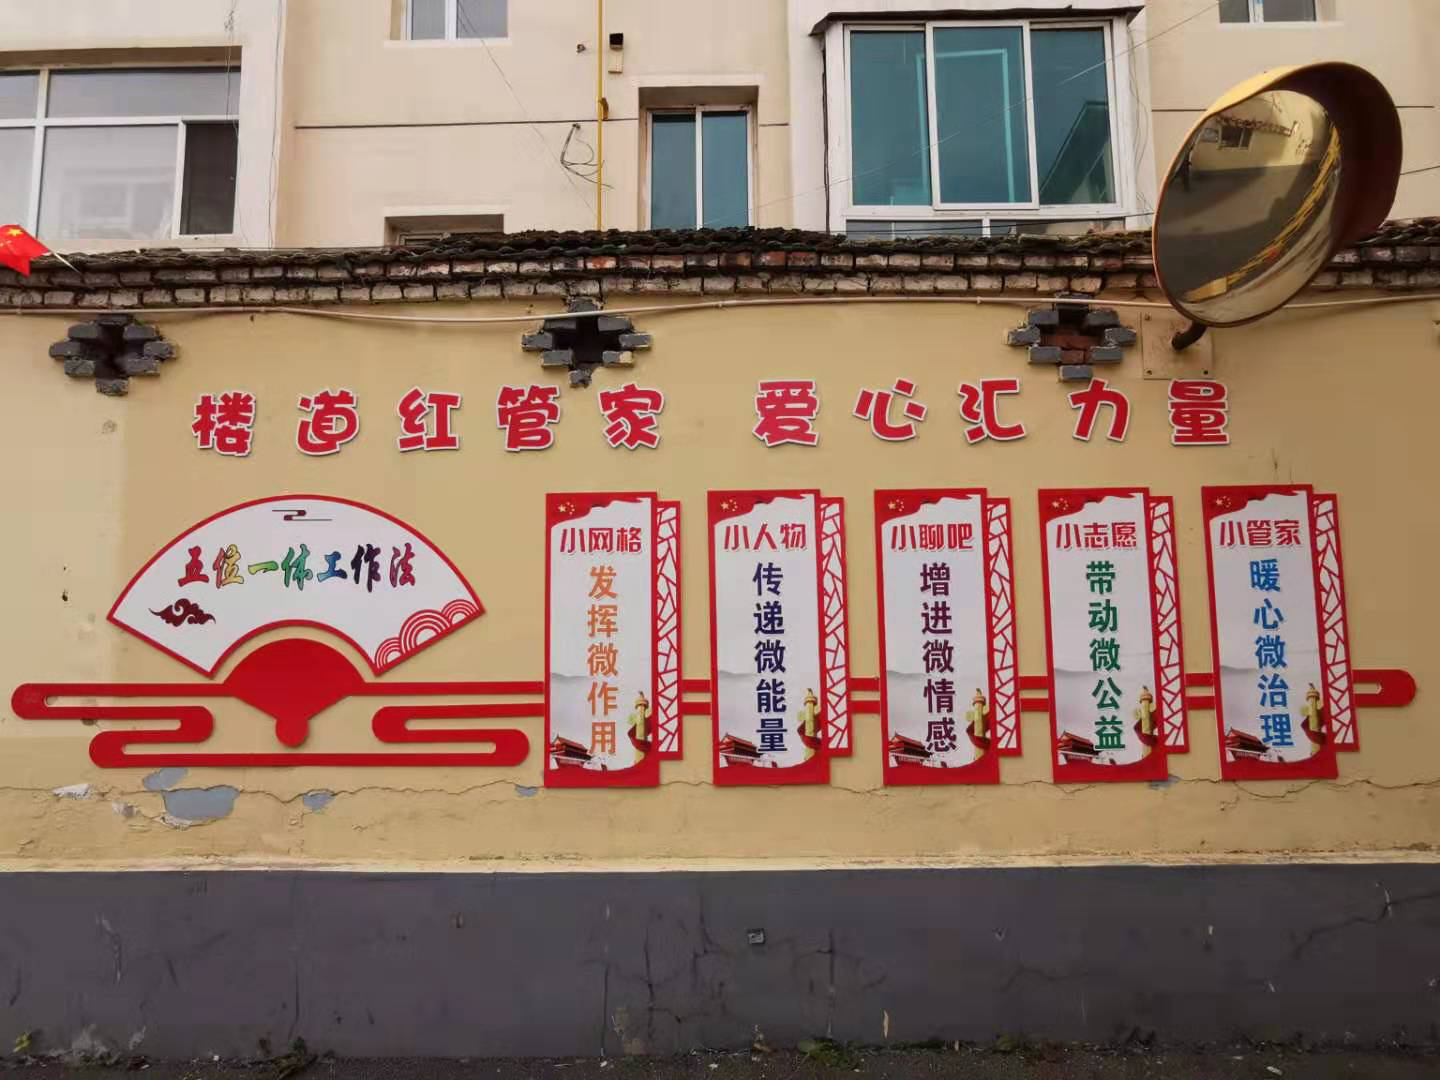 楼道红管家 爱心汇力量
五位一体工作法
小网格
发挥微作用
小人物
传递微能量
小聊吧
增进微情感
小志愿
带动微公益
小管家
暖心微治理